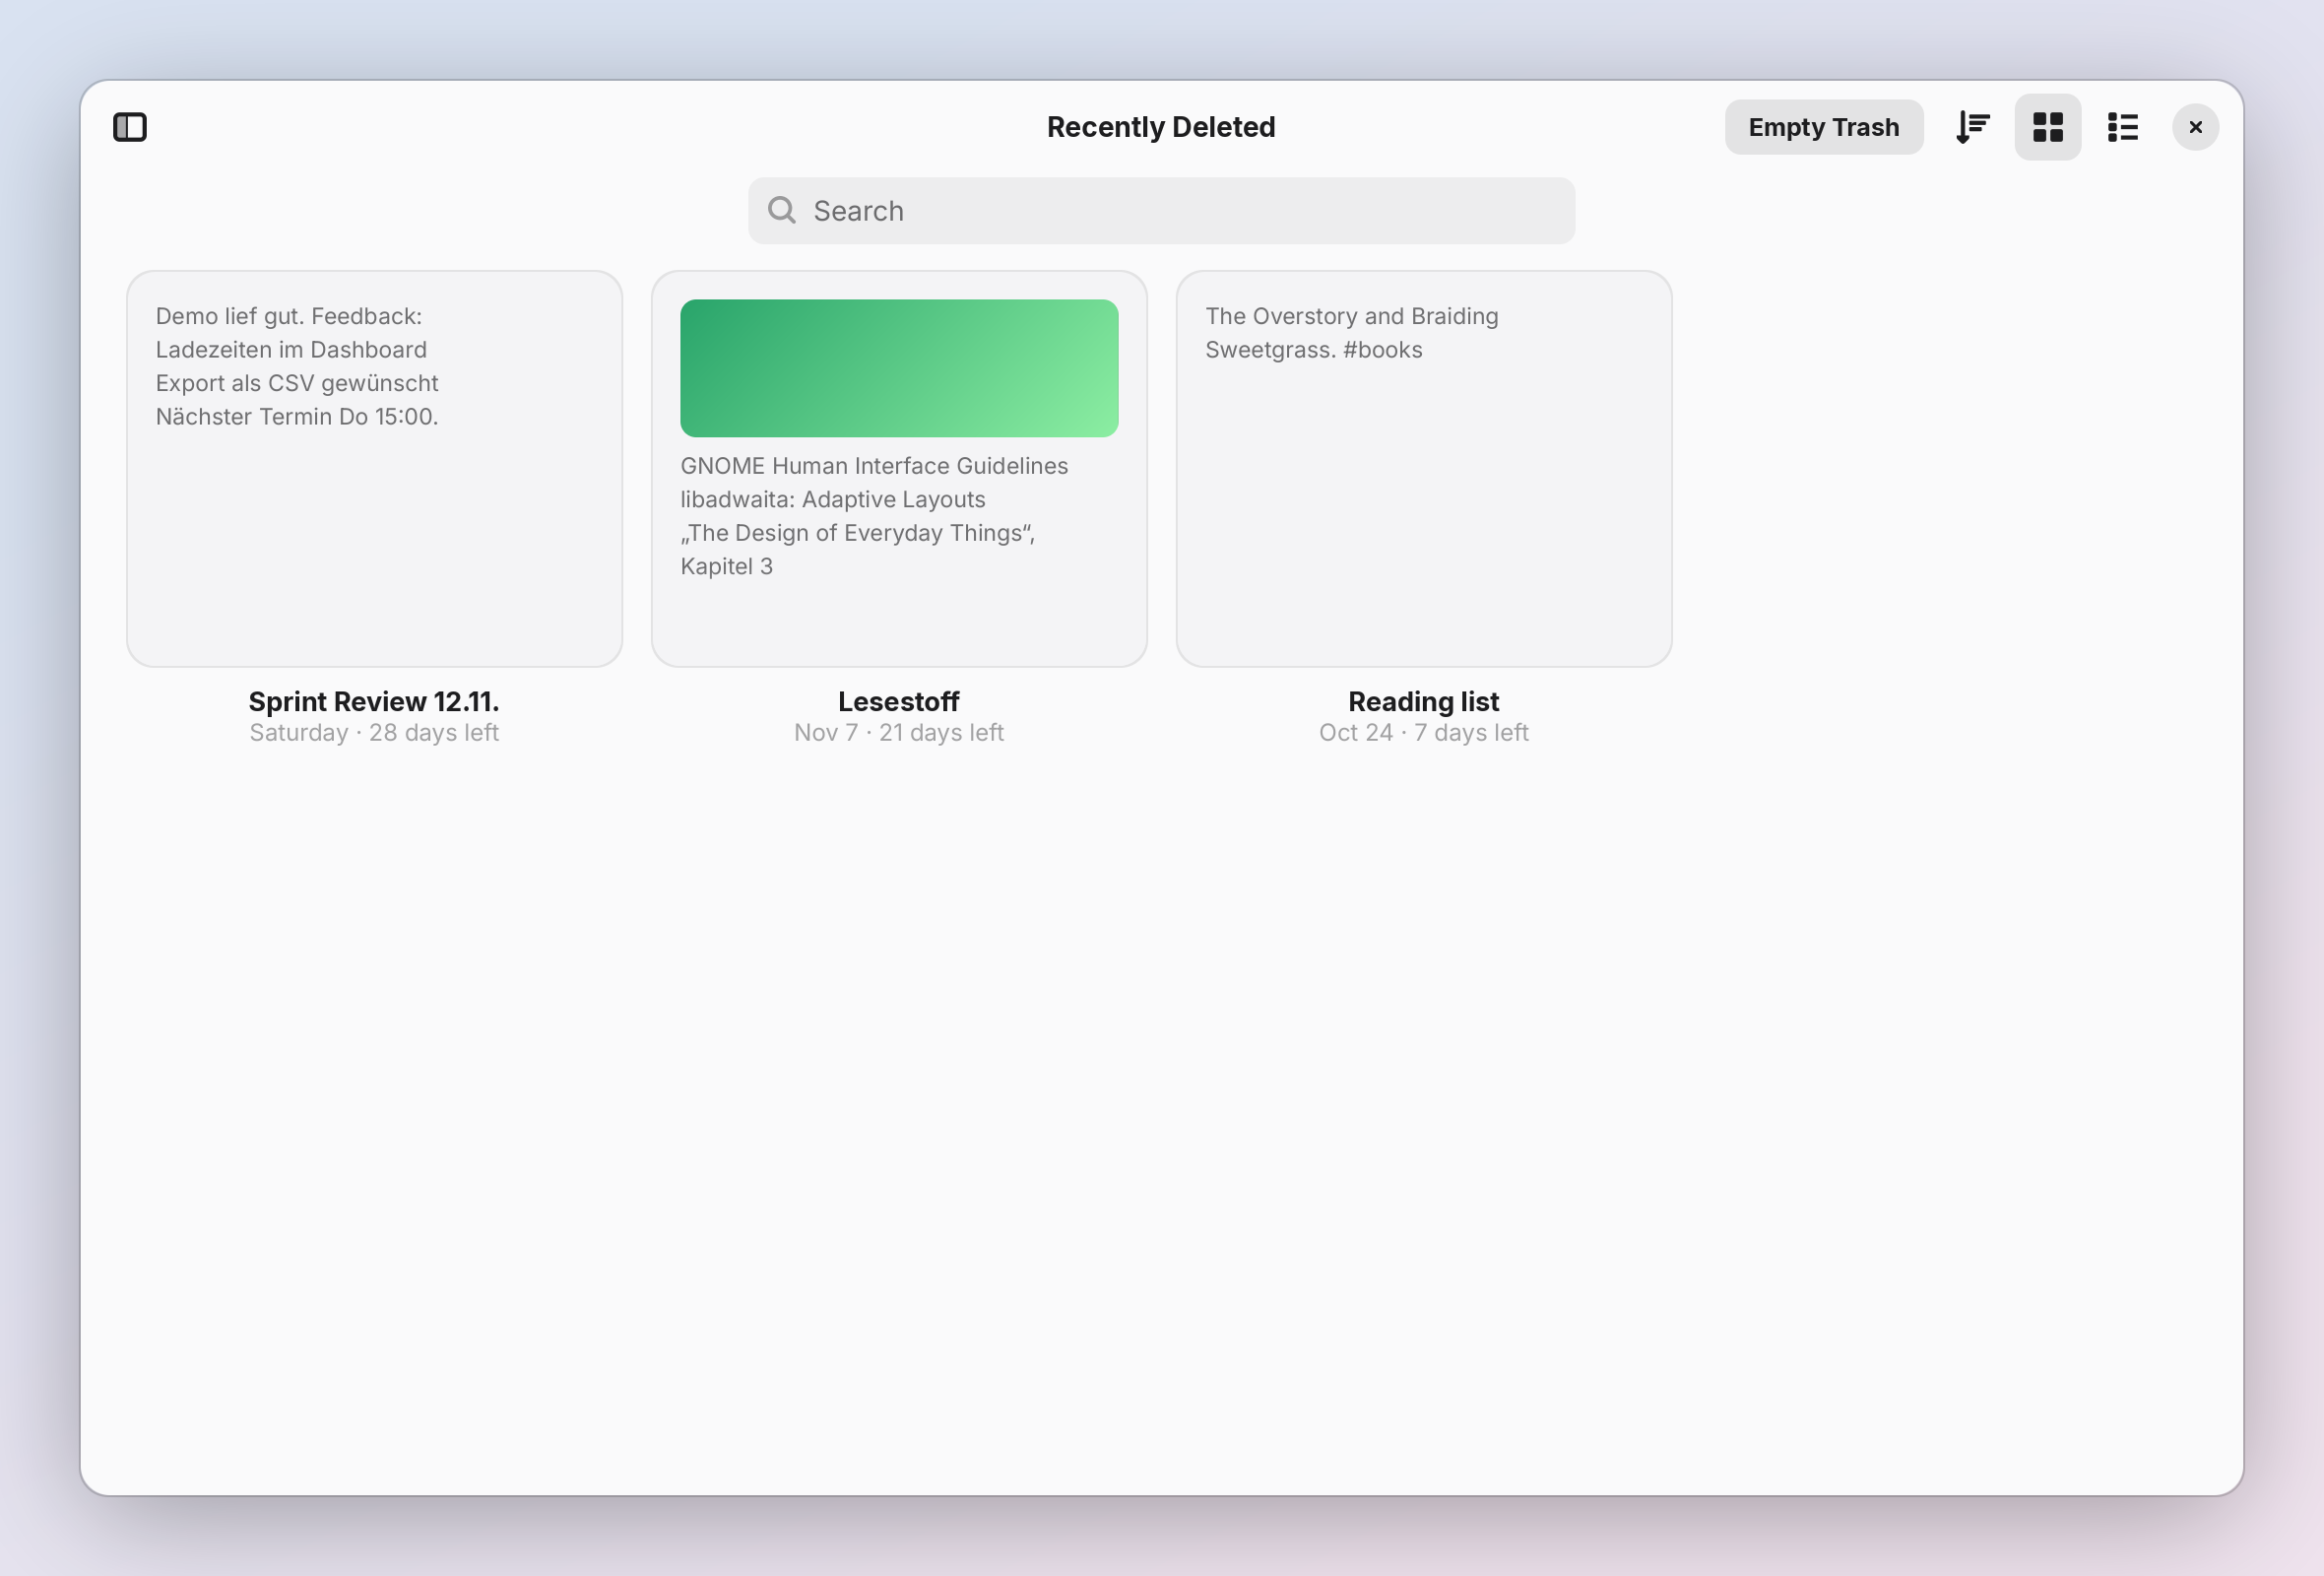 Recently Deleted
Empty Trash
Search
Demo lief gut. Feedback:
Ladezeiten im Dashboard
Export als CSV gewünscht
Nächster Termin Do 15:00.
Sprint Review 12.11.
Saturday · 28 days left
GNOME Human Interface Guidelines
libadwaita: Adaptive Layouts
„The Design of Everyday Things“,
Kapitel 3
Lesestoff
Nov 7 · 21 days left
The Overstory and Braiding
Sweetgrass. #books
Reading list
Oct 24 · 7 days left